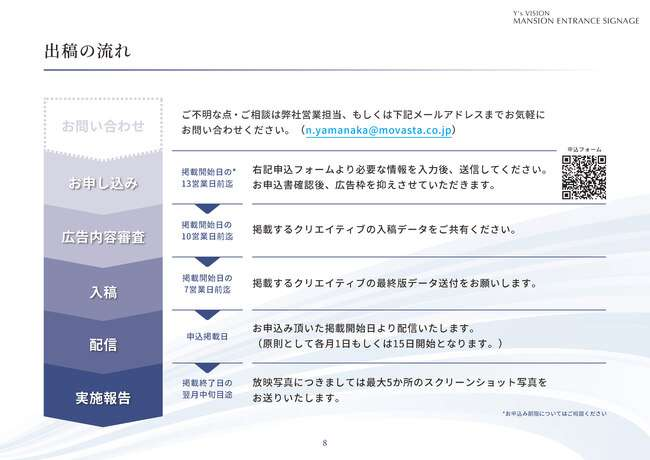 Y's VISION
MANSION ENTRANCE SIGNAGE
出稿の流れ
お問い合わせ
ご不明な点・ご相談は弊社営業担当、もしくは下記メールアドレスまでお気軽に
お問い合わせください。（n.yamanaka@movasta.co.jp）
申込フォーム
お申し込み
掲載開始日の*
13営業日前迄
右記申込フォームより必要な情報を入力後、送信してください。
お申込書確認後、広告枠を抑えさせていただきます。
広告内容審査
掲載開始日の
10営業日前迄
掲載するクリエイティブの入稿データをご共有ください。
入稿
掲載開始日の
7営業日前迄
掲載するクリエイティブの最終版データ送付をお願いします。
配信
申込掲載日
お申込み頂いた掲載開始日より配信いたします。
（原則として各月1日もしくは15日開始となります。）
実施報告
掲載終了日の
翌月中旬目途
放映写真につきましては最大5か所のスクリーンショット写真を
お送りいたします。
*お申込み期限についてはご相談ください
8